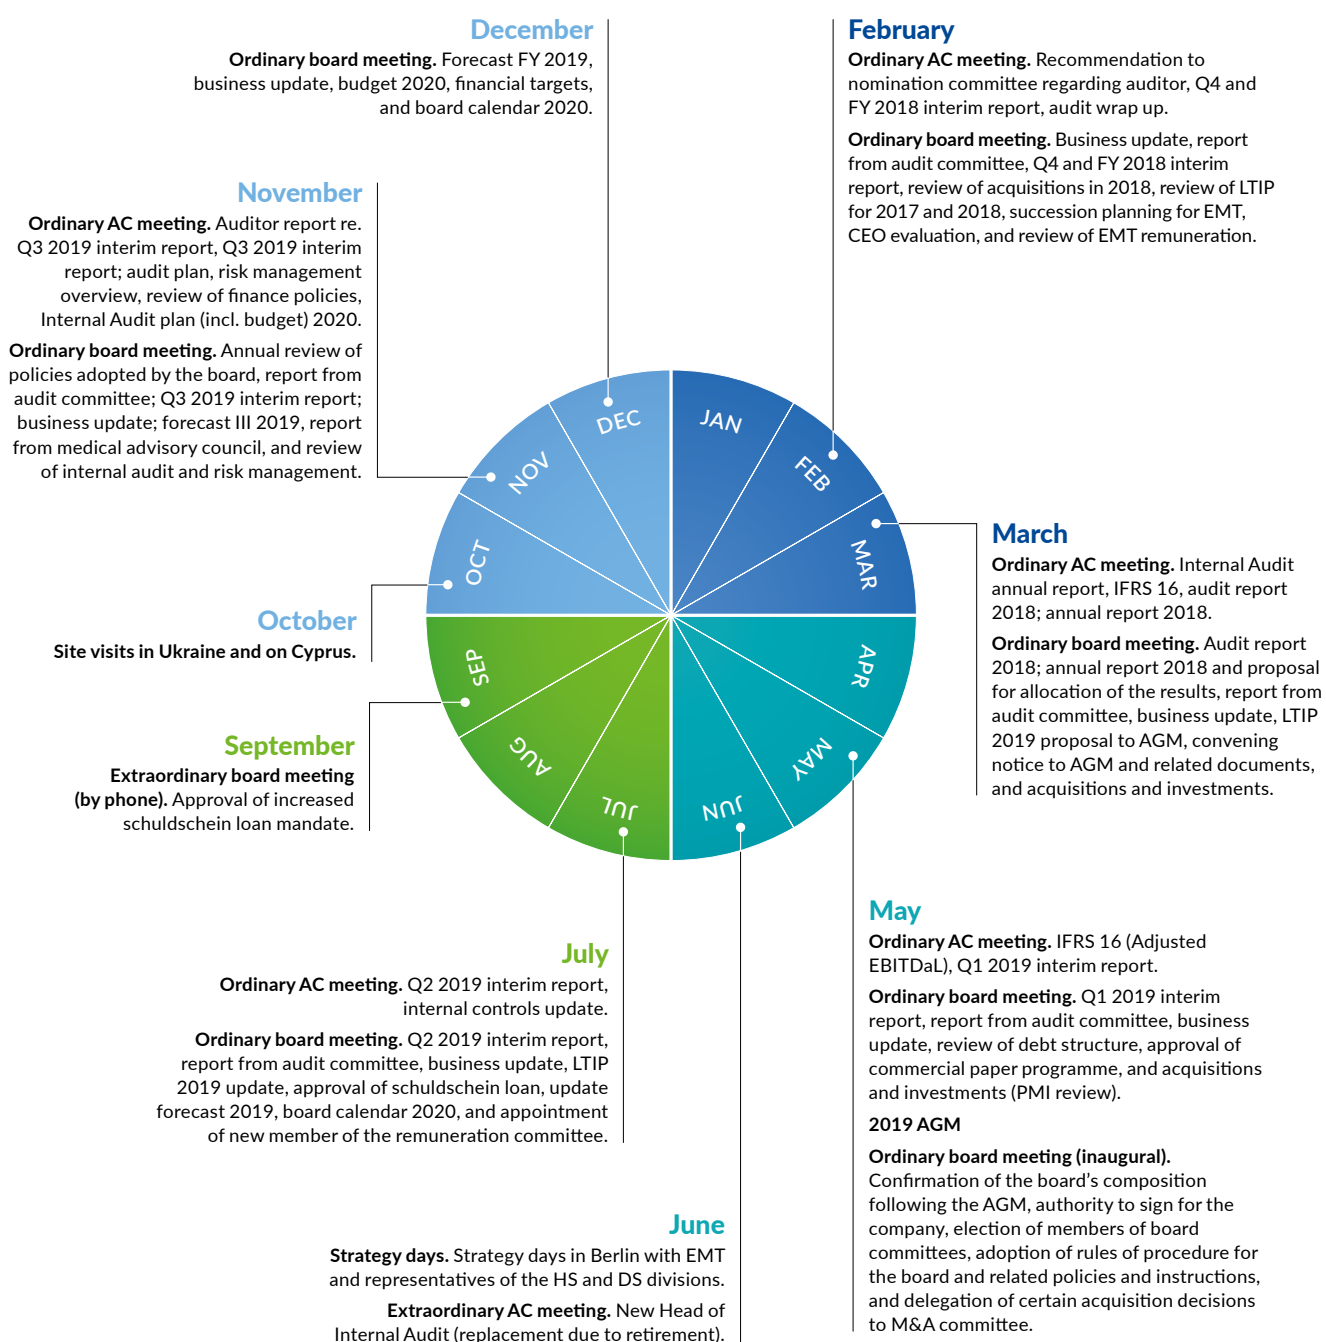 December
Ordinary board meeting. Forecast FY 2019,
business update, budget 2020, financial targets,
and board calendar 2020.
February
Ordinary AC meeting. Recommendation to
nomination committee regarding auditor, Q4 and
FY 2018 interim report, audit wrap up.
Ordinary board meeting. Business update, report
from audit committee, Q4 and FY 2018 interim
report, review of acquisitions in 2018, review of LTIP
for 2017 and 2018, succession planning for EMT,
CEO evaluation, and review of EMT remuneration.
November
Ordinary AC meeting. Auditor report re.
Q3 2019 interim report, Q3 2019 interim
report; audit plan, risk management
overview, review of finance policies,
Internal Audit plan (incl. budget) 2020.
Ordinary board meeting. Annual review of
policies adopted by the board, report from
audit committee; Q3 2019 interim report;
business update; forecast III 2019, report
from medical advisory council, and review
of internal audit and risk management.
JAN
FEB
MAR
APR
MAY
JUN
JUL
AUG
SEP
OCT
NOV
DEC
March
Ordinary AC meeting. Internal Audit
annual report, IFRS 16, audit report
2018; annual report 2018.
Ordinary board meeting. Audit report
2018; annual report 2018 and proposal
for allocation of the results, report from
audit committee, business update, LTIP
2019 proposal to AGM, convening
notice to AGM and related documents,
and acquisitions and investments.
October
Site visits in Ukraine and on Cyprus.
September
Extraordinary board meeting
(by phone). Approval of increased
schuldschein loan mandate.
May
Ordinary AC meeting. IFRS 16 (Adjusted
EBITDaL), Q1 2019 interim report.
Ordinary board meeting. Q1 2019 interim
report, report from audit committee, business
update, review of debt structure, approval of
commercial paper programme, and acquisitions
and investments (PMI review).
2019 AGM
Ordinary board meeting (inaugural).
Confirmation of the board's composition
following the AGM, authority to sign for the
company, election of members of board
committees, adoption of rules of procedure for
the board and related policies and instructions,
and delegation of certain acquisition decisions
to M&A committee.
July
Ordinary AC meeting. Q2 2019 interim report,
internal controls update.
Ordinary board meeting. Q2 2019 interim report,
report from audit committee, business update, LTIP
2019 update, approval of schuldschein loan, update
forecast 2019, board calendar 2020, and appointment
of new member of the remuneration committee.
June
Strategy days. Strategy days in Berlin with EMT
and representatives of the HS and DS divisions.
Extraordinary AC meeting. New Head of
Internal Audit (replacement due to retirement).